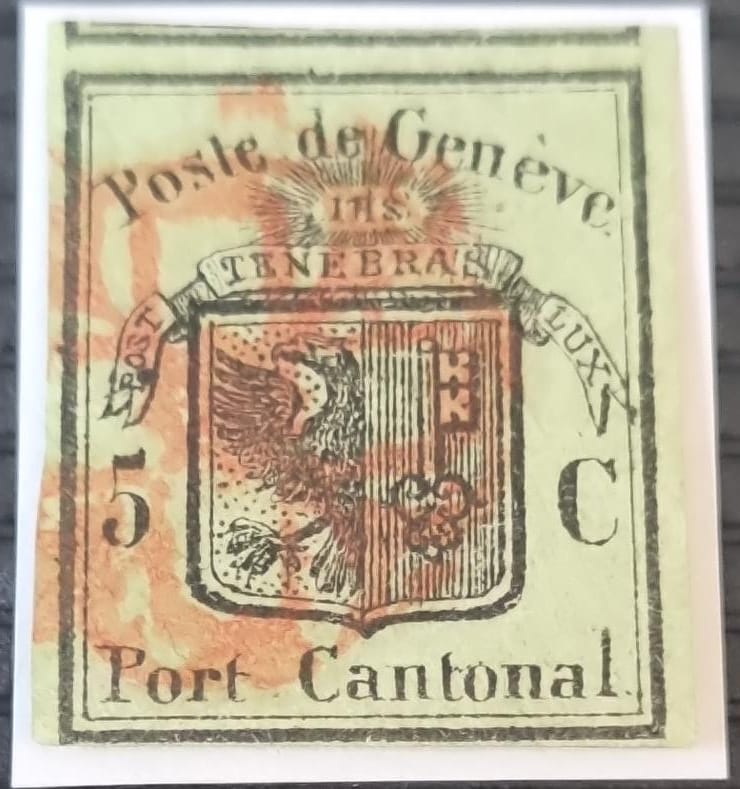 Poste de Genève.
IHS
POST TENEBRAS LUX
5 C
Port Cantonal.